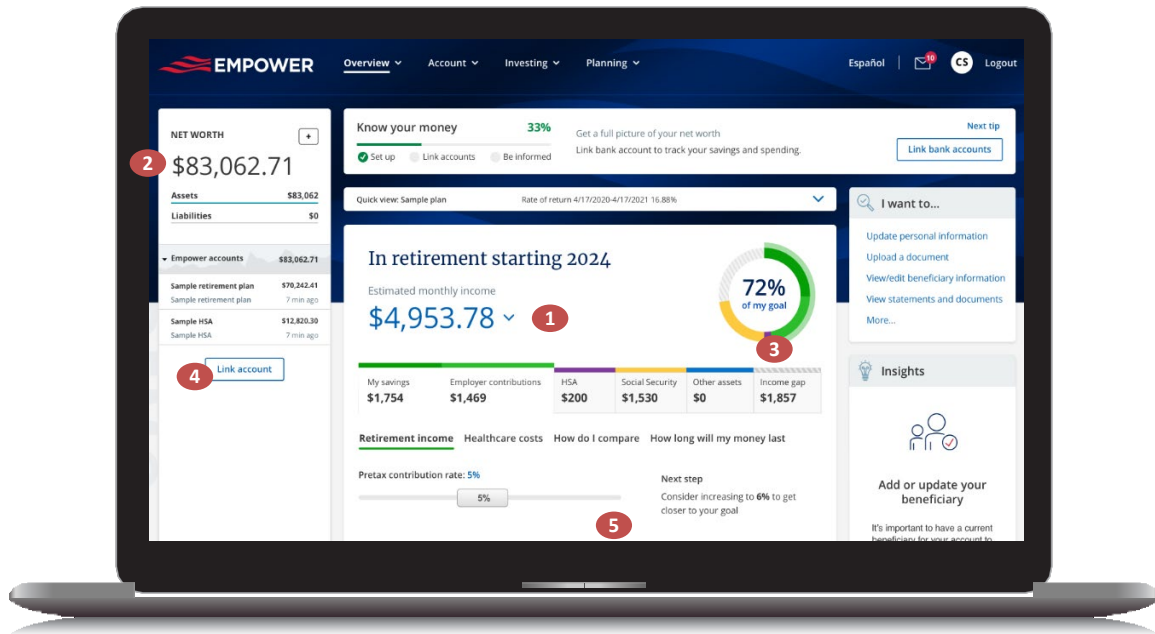 EMPOWER
Overview
Account
Investing
Planning
Español
10
CS
Logout
NET WORTH
+
2
$83,062.71
Assets $83,062
Liabilities $0
Empower accounts $83,062.71
Sample retirement plan $70,242.41
Sample retirement plan 7 min ago
Sample HSA $12,820.30
Sample HSA 7 min ago
4
Link account
Know your money 33%
Set up Link accounts Be informed
Get a full picture of your net worth
Link bank account to track your savings and spending.
Next tip
Link bank accounts
Quick view: Sample plan Rate of return 4/17/2020-4/17/2021 16.88%
In retirement starting 2024
Estimated monthly income
$4,953.78
1
72%
of my goal
3
My savings
$1,754
Employer contributions
$1,469
HSA
$200
Social Security
$1,530
Other assets
$0
Income gap
$1,857
Retirement income Healthcare costs How do I compare How long will my money last
Pretax contribution rate: 5%
5%
Next step
Consider increasing to 6% to get
closer to your goal
5
I want to...
Update personal information
Upload a document
View/edit beneficiary information
View statements and documents
More...
Insights
Add or update your
beneficiary
It's important to have a current
beneficiary for your account to